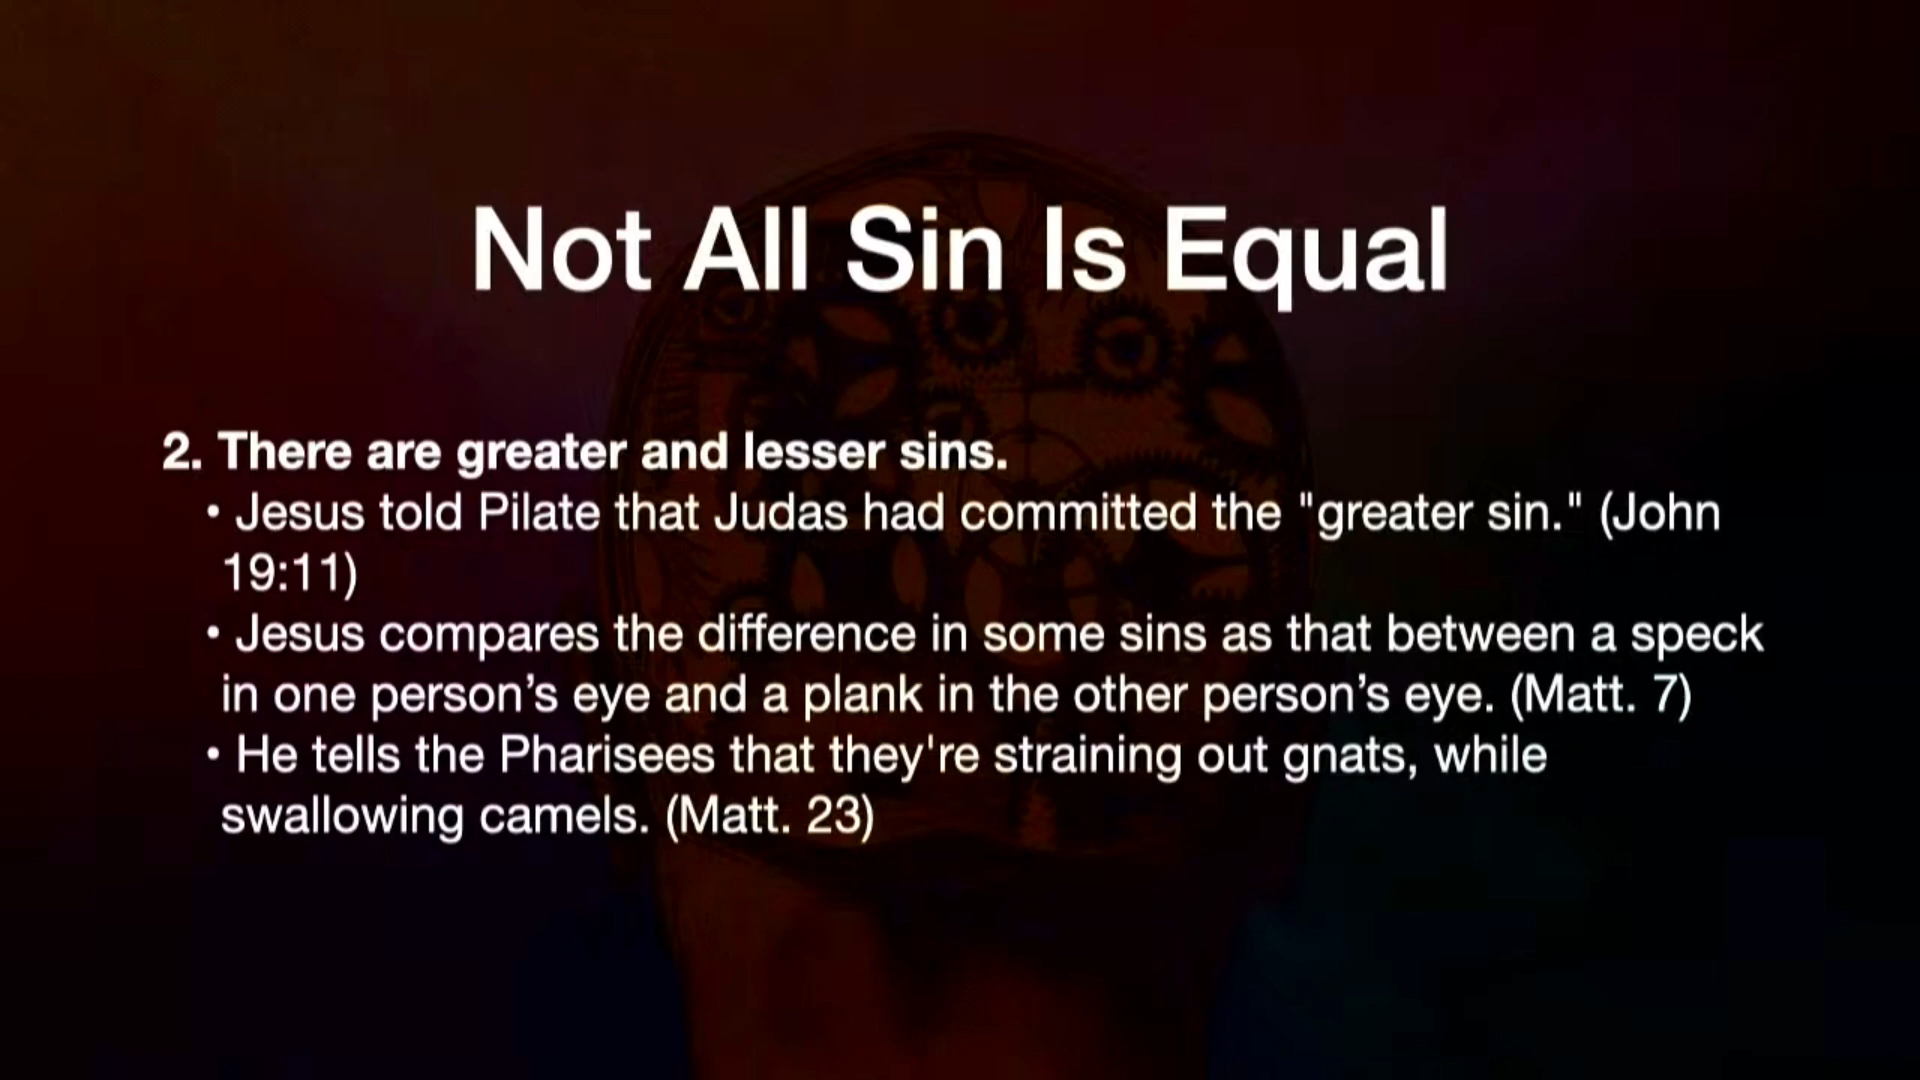 Not All Sin Is Equal
2. There are greater and lesser sins.
• Jesus told Pilate that Judas had committed the "greater sin." (John
19:11)
• Jesus compares the difference in some sins as that between a speck
in one person’s eye and a plank in the other person’s eye. (Matt. 7)
• He tells the Pharisees that they're straining out gnats, while
swallowing camels. (Matt. 23)